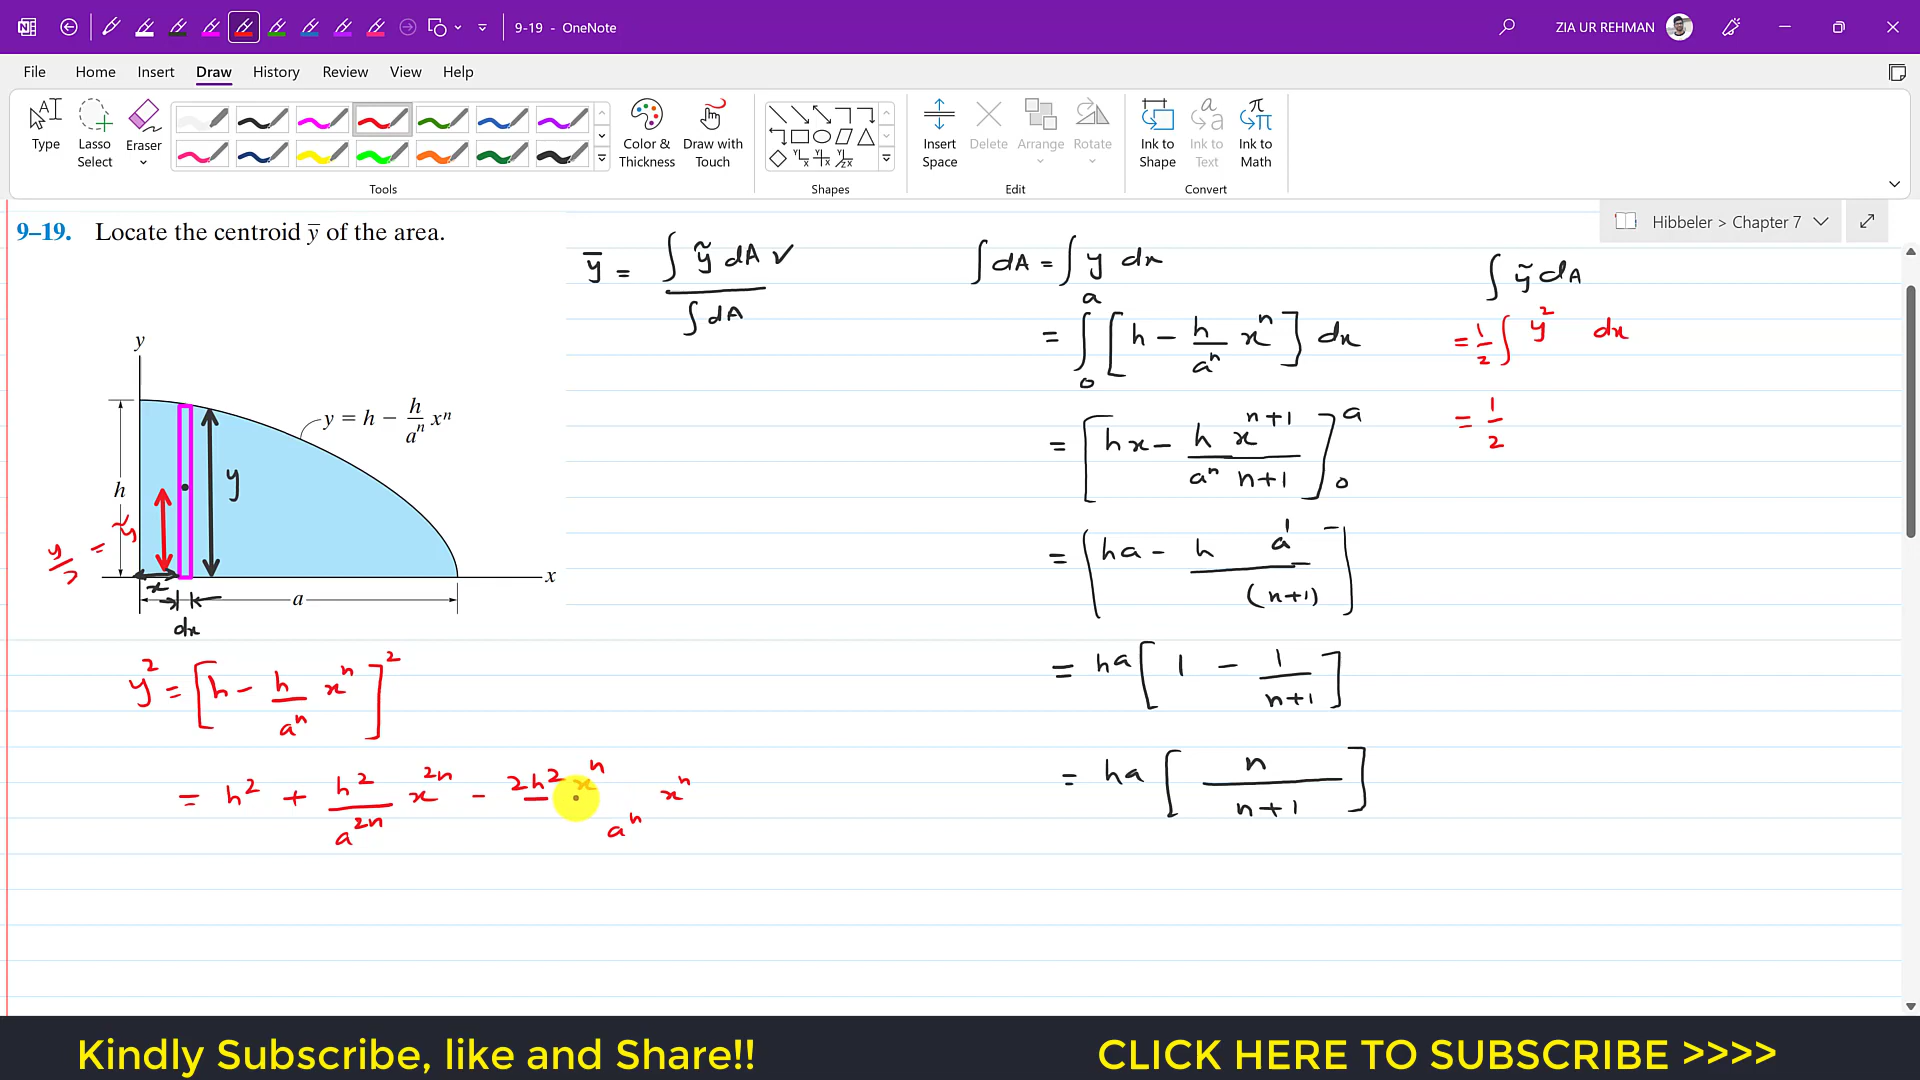 9-19 - OneNote
ZIA UR REHMAN
File Home Insert Draw History Review View Help
Type
Lasso Select
Eraser
Color & Thickness
Draw with Touch
Insert Space
Delete
Arrange
Rotate
Ink to Shape
Ink to Text
Ink to Math
Tools
Shapes
Edit
Convert
Hibbeler > Chapter 7
9–19. Locate the centroid y̅ of the area.
y
y = h − h/aⁿ xⁿ
h
y
y/2 = ỹ
x
x
a
dx
y² = [h − h/aⁿ xⁿ]²
= h² + h²/a²ⁿ x²ⁿ − 2h² xⁿ aⁿ xⁿ
y̅ = ∫ỹ dA ✓ / ∫dA
∫dA = ∫y dx
= ∫₀ᵃ [h − h/aⁿ xⁿ] dx
= [hx − h xⁿ⁺¹ / aⁿ n+1]₀ᵃ
= [ha − h a¹ / (n+1)]
= ha [1 − 1/n+1]
= ha [n / n+1]
∫ỹ dA
= 1/2 ∫ y² dx
= 1/2
Kindly Subscribe, like and Share!!
CLICK HERE TO SUBSCRIBE >>>>